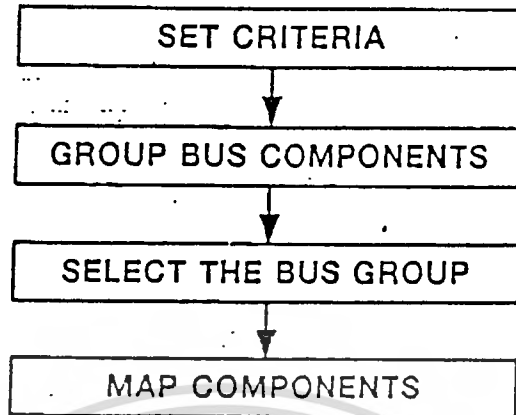 SET CRITERIA
GROUP BUS COMPONENTS
SELECT THE BUS GROUP
MAP COMPONENTS